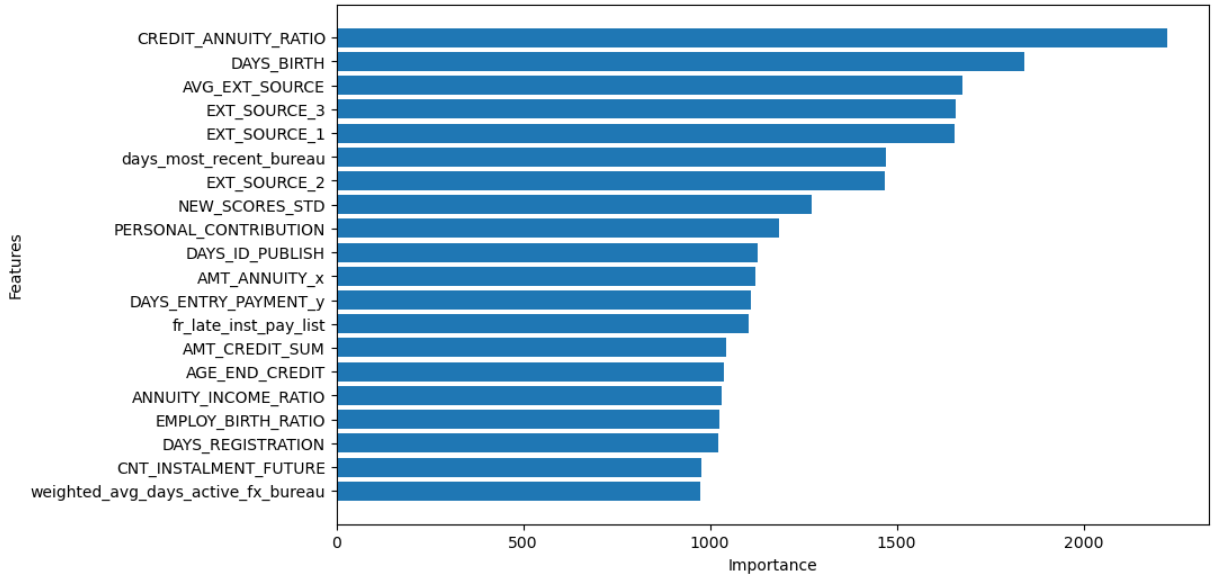 CREDIT_ANNUITY_RATIO
DAYS_BIRTH
AVG_EXT_SOURCE
EXT_SOURCE_3
EXT_SOURCE_1
days_most_recent_bureau
EXT_SOURCE_2
NEW_SCORES_STD
PERSONAL_CONTRIBUTION
DAYS_ID_PUBLISH
AMT_ANNUITY_x
DAYS_ENTRY_PAYMENT_y
fr_late_inst_pay_list
AMT_CREDIT_SUM
AGE_END_CREDIT
ANNUITY_INCOME_RATIO
EMPLOY_BIRTH_RATIO
DAYS_REGISTRATION
CNT_INSTALMENT_FUTURE
weighted_avg_days_active_fx_bureau
Features
0 500 1000 1500 2000
Importance